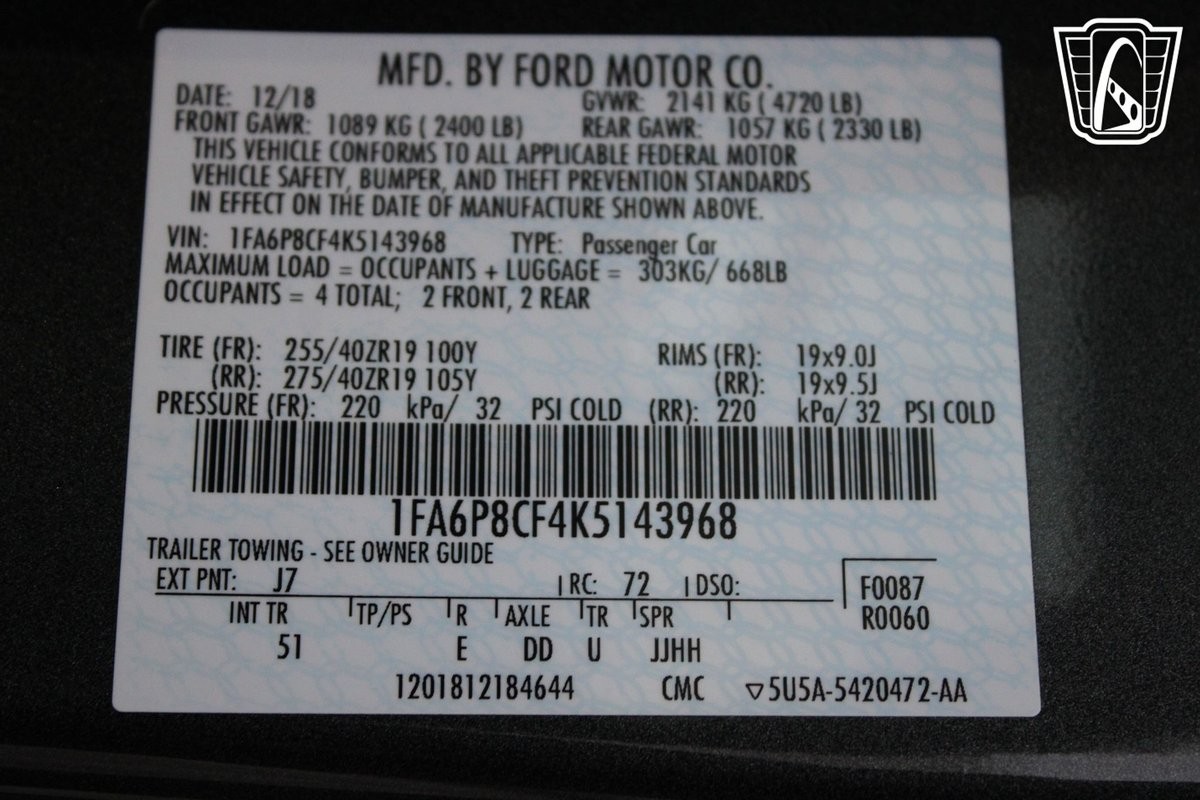 MFD. BY FORD MOTOR CO.
DATE: 12/18 GVWR: 2141 KG ( 4720 LB)
FRONT GAWR: 1089 KG ( 2400 LB) REAR GAWR: 1057 KG ( 2330 LB)
THIS VEHICLE CONFORMS TO ALL APPLICABLE FEDERAL MOTOR
VEHICLE SAFETY, BUMPER, AND THEFT PREVENTION STANDARDS
IN EFFECT ON THE DATE OF MANUFACTURE SHOWN ABOVE.
VIN: 1FA6P8CF4K5143968 TYPE: Passenger Car
MAXIMUM LOAD = OCCUPANTS + LUGGAGE = 303KG/ 668LB
OCCUPANTS = 4 TOTAL; 2 FRONT, 2 REAR
TIRE (FR): 255/40ZR19 100Y RIMS (FR): 19x9.0J
(RR): 275/40ZR19 105Y (RR): 19x9.5J
PRESSURE (FR): 220 kPa/ 32 PSI COLD (RR): 220 kPa/ 32 PSI COLD
1FA6P8CF4K5143968
TRAILER TOWING - SEE OWNER GUIDE
EXT PNT: J7 RC: 72 DSO: F0087
INT TR TP/PS R AXLE TR SPR R0060
51 E DD U JJHH
1201812184644 CMC ▽5U5A-5420472-AA